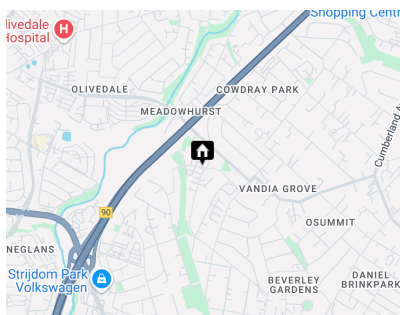 Shopping Centr
livedale
Hospital
H
OLIVEDALE
COWDRAY PARK
MEADOWHURST
Cumberland A
VANDIA GROVE
90
OSUMMIT
NEGLANS
Strijdom Park
Volkswagen
BEVERLEY
GARDENS
DANIEL
BRINKPARK